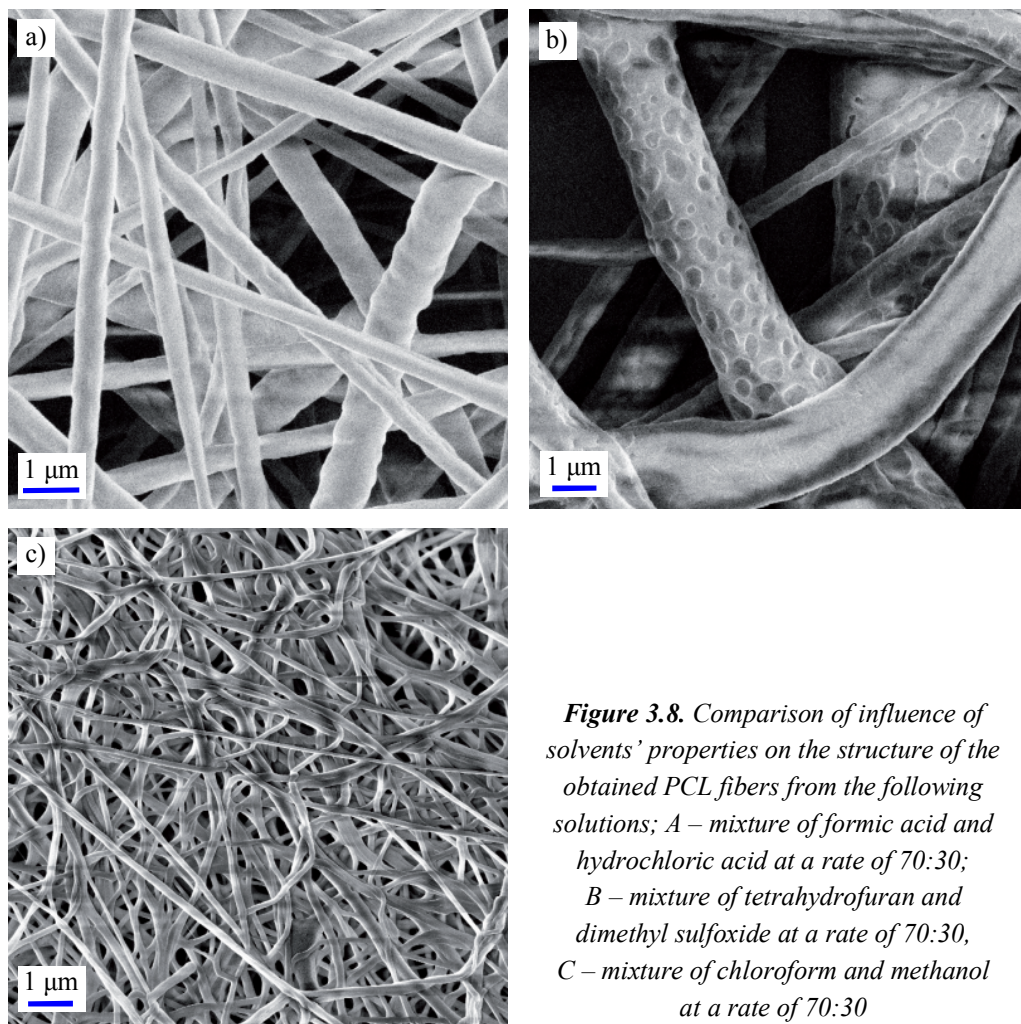 a)
1 μm
b)
1 μm
c)
1 μm
Figure 3.8. Comparison of influence of
solvents’ properties on the structure of the
obtained PCL fibers from the following
solutions; A – mixture of formic acid and
hydrochloric acid at a rate of 70:30;
B – mixture of tetrahydrofuran and
dimethyl sulfoxide at a rate of 70:30,
C – mixture of chloroform and methanol
at a rate of 70:30